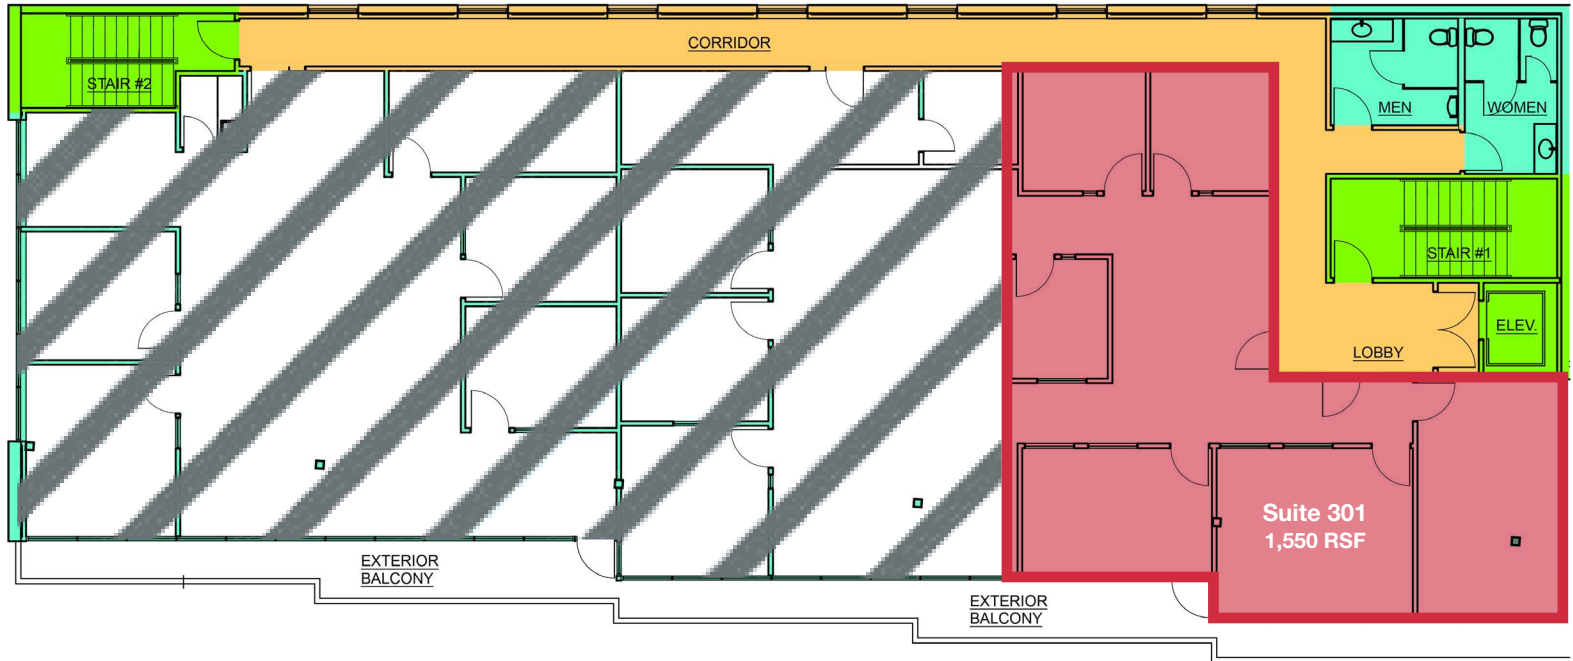 CORRIDOR
STAIR #2
MEN
WOMEN
STAIR #1
ELEV.
LOBBY
Suite 301
1,550 RSF
EXTERIOR
BALCONY
EXTERIOR
BALCONY